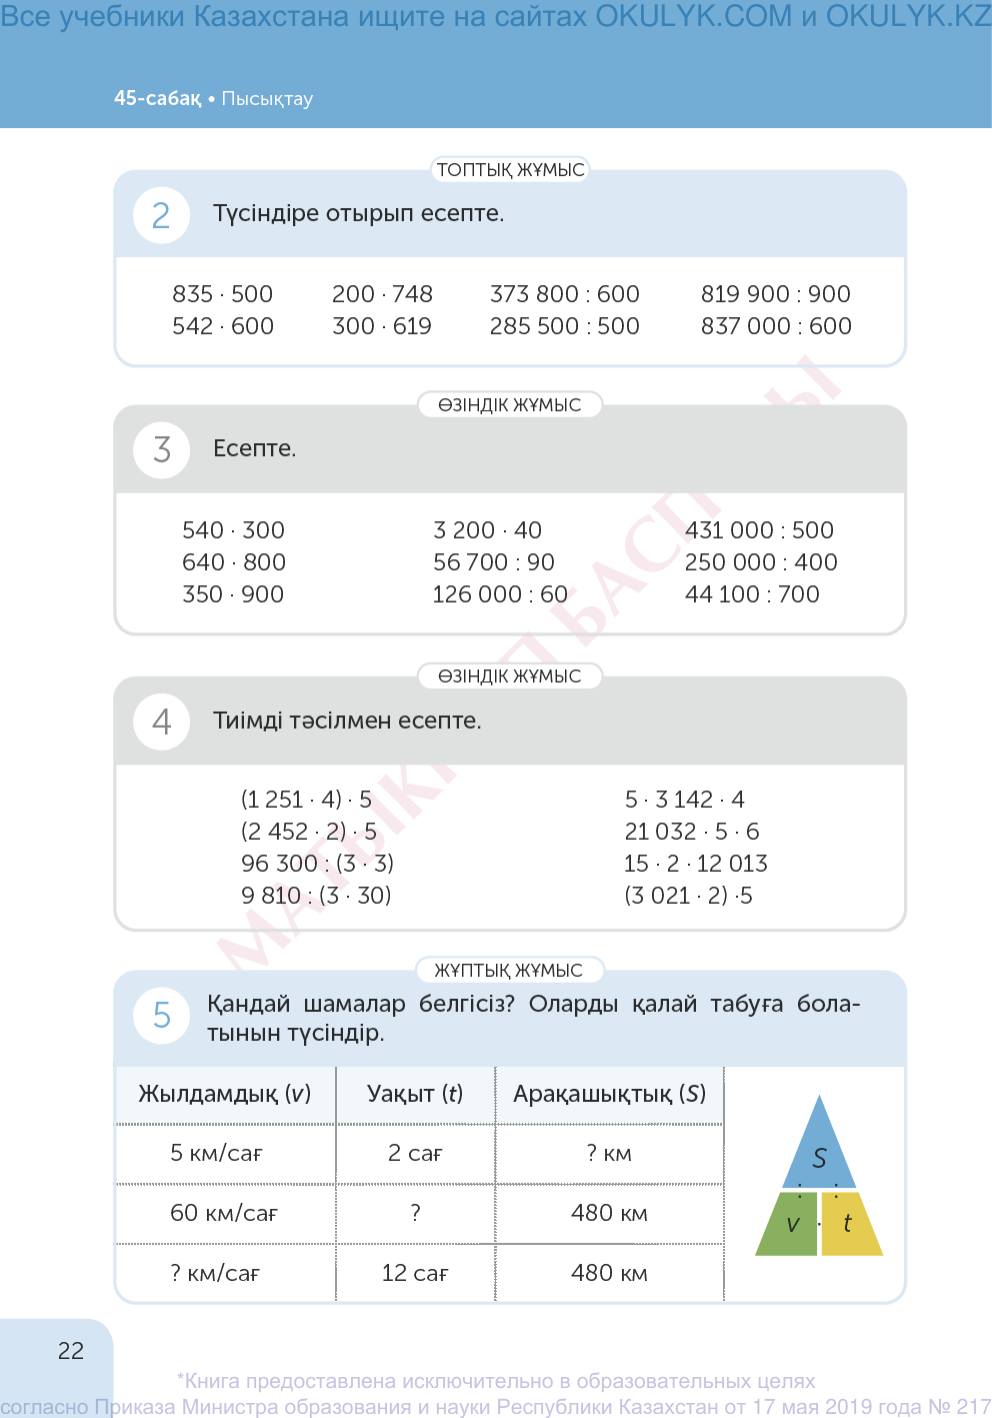 Все учебники Казахстана ищите на сайтах OKULYK.COM и OKULYK.KZ
45-сабақ • Пысықтау
ТОПТЫҚ ЖҰМЫС
2 Түсіндіре отырып есепте.
835 · 500 200 · 748 373 800 : 600 819 900 : 900
542 · 600 300 · 619 285 500 : 500 837 000 : 600
ӨЗІНДІК ЖҰМЫС
3 Есепте.
540 · 300 3 200 · 40 431 000 : 500
640 · 800 56 700 : 90 250 000 : 400
350 · 900 126 000 : 60 44 100 : 700
ӨЗІНДІК ЖҰМЫС
4 Тиімді тәсілмен есепте.
(1 251 · 4) · 5 5 · 3 142 · 4
(2 452 · 2) · 5 21 032 · 5 · 6
96 300 : (3 · 3) 15 · 2 · 12 013
9 810 : (3 · 30) (3 021 · 2) ·5
ЖҰПТЫҚ ЖҰМЫС
5 Қандай шамалар белгісіз? Оларды қалай табуға бола-
тынын түсіндір.
Жылдамдық (v) Уақыт (t) Арақашықтық (S)
5 км/сағ 2 сағ ? км
60 км/сағ ? 480 км
? км/сағ 12 сағ 480 км
S
: :
v · t
22
*Книга предоставлена исключительно в образовательных целях
согласно Приказа Министра образования и науки Республики Казахстан от 17 мая 2019 года № 217